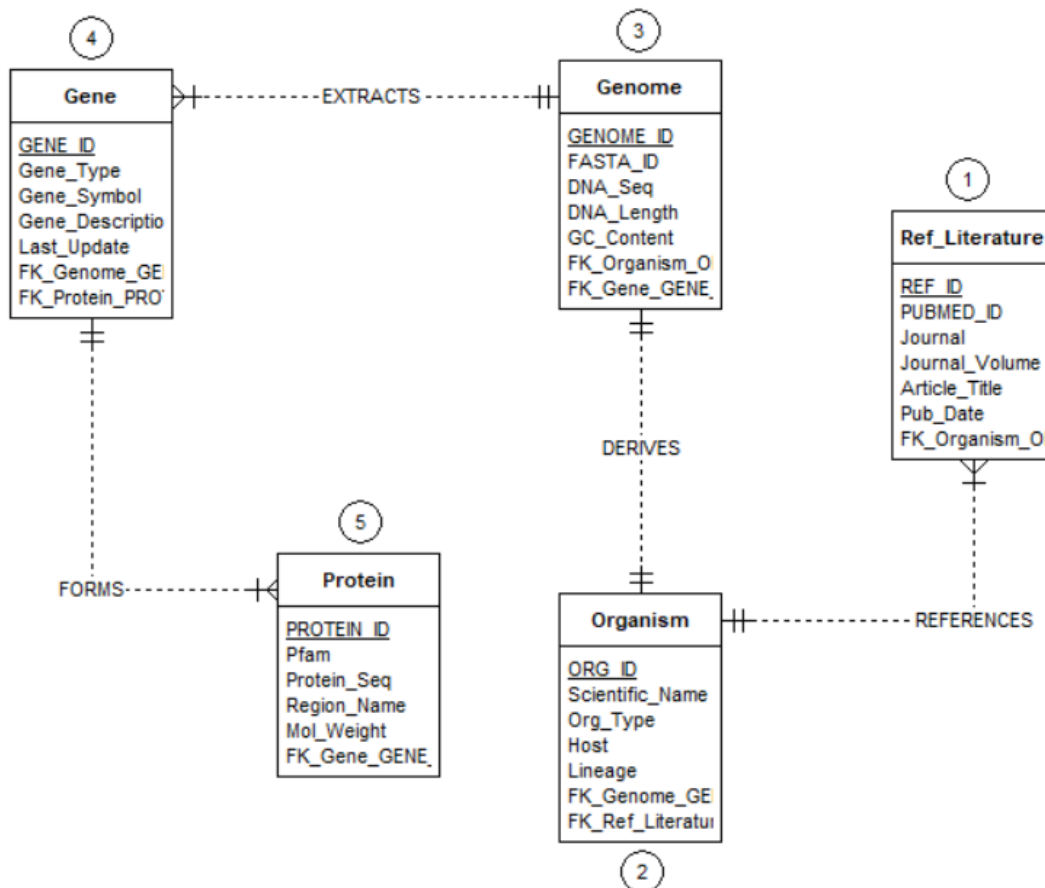 4
Gene
GENE_ID
Gene_Type
Gene_Symbol
Gene_Descriptio
Last_Update
FK_Genome_GE
FK_Protein_PRO
EXTRACTS
3
Genome
GENOME_ID
FASTA_ID
DNA_Seq
DNA_Length
GC_Content
FK_Organism_O
FK_Gene_GENE_
1
Ref_Literature
REF_ID
PUBMED_ID
Journal
Journal_Volume
Article_Title
Pub_Date
FK_Organism_O
DERIVES
FORMS
5
Protein
PROTEIN_ID
Pfam
Protein_Seq
Region_Name
Mol_Weight
FK_Gene_GENE_
Organism
ORG_ID
Scientific_Name
Org_Type
Host
Lineage
FK_Genome_GE
FK_Ref_Literatu
2
REFERENCES